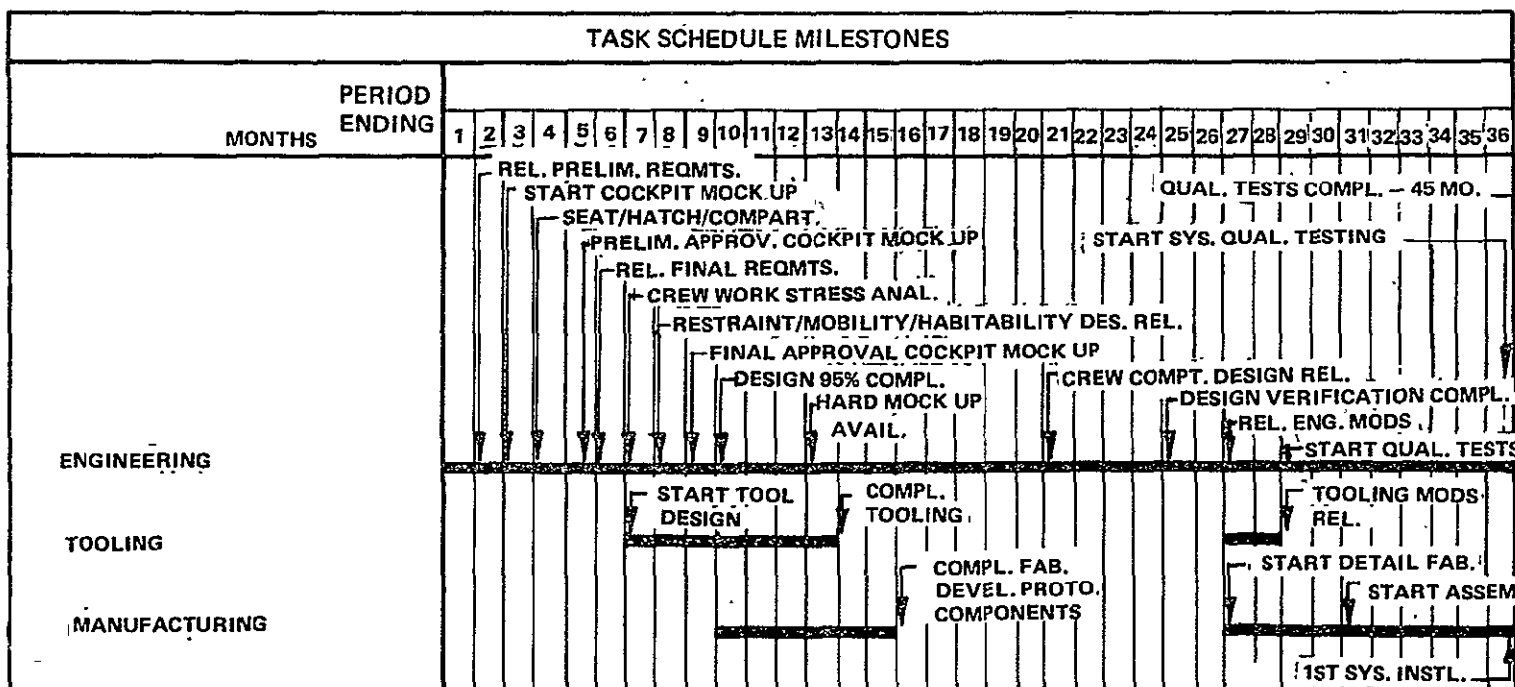 TASK SCHEDULE MILESTONES
PERIOD
MONTHS ENDING 1 2 3 4 5 6 7 8 9 10 11 12 13 14 15 16 17 18 19 20 21 22 23 24 25 26 27 28 29 30 31 32 33 34 35 36
REL. PRELIM. REQMTS.
START COCKPIT MOCK UP
QUAL. TESTS COMPL. – 45 MO.
SEAT/HATCH/COMPART.
PRELIM. APPROV. COCKPIT MOCK UP
START SYS. QUAL. TESTING
REL. FINAL REQMTS.
CREW WORK STRESS ANAL.
RESTRAINT/MOBILITY/HABITABILITY DES. REL.
FINAL APPROVAL COCKPIT MOCK UP
DESIGN 95% COMPL.
CREW COMPT. DESIGN REL.
HARD MOCK UP
AVAIL.
DESIGN VERIFICATION COMPL.
REL. ENG. MODS
START QUAL. TESTS
ENGINEERING
START TOOL
DESIGN
COMPL.
TOOLING
TOOLING MODS
REL.
TOOLING
START DETAIL FAB.
COMPL. FAB.
DEVEL. PROTO.
COMPONENTS
START ASSEM
MANUFACTURING
1ST SYS. INSTL.